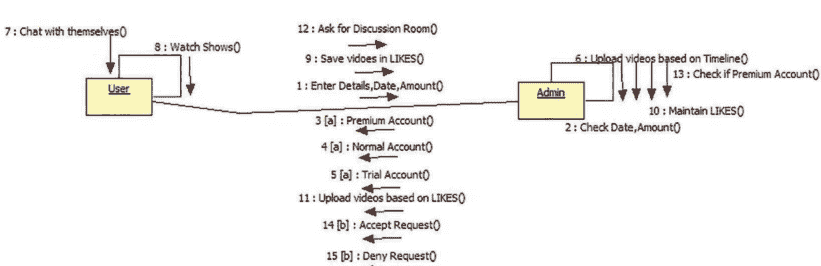 12 : Ask for Discussion Room()
7 : Chat with themselves()
8 : Watch Shows()
9 : Save vidoes in LIKES()
6 : Upload videos based on Timeline()
13 : Check if Premium Account()
1 : Enter Details,Date,Amount()
User
Admin
10 : Maintain LIKES()
3 [a] : Premium Account()
2 : Check Date,Amount()
4 [a] : Normal Account()
5 [a] : Trial Account()
11 : Upload videos based on LIKES()
14 [b] : Accept Request()
15 [b] : Deny Request()